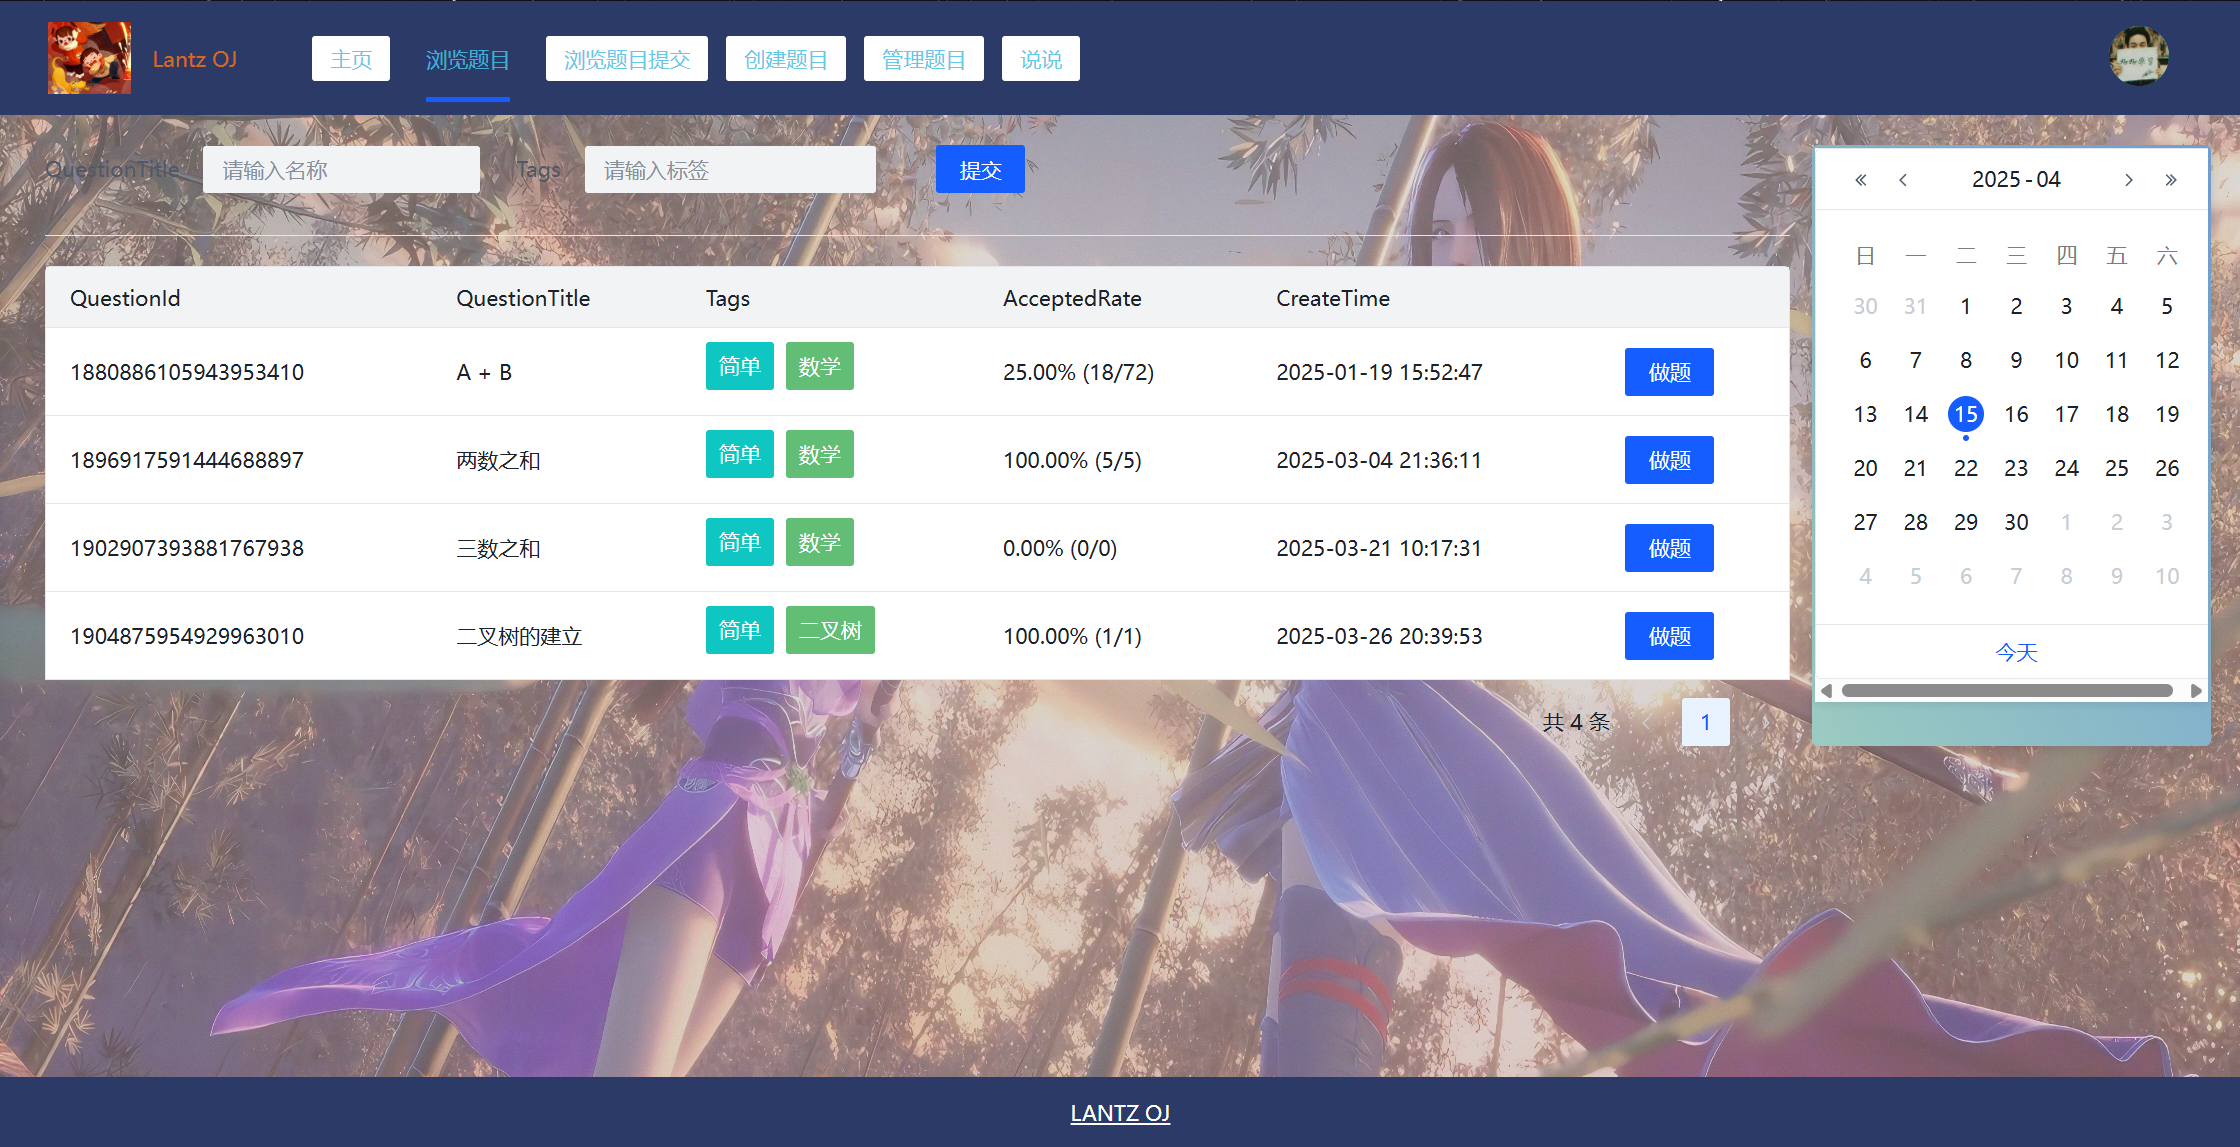 Lantz OJ 主页 浏览题目 浏览题目提交 创建题目 管理题目 说说
QuestionTitle 请输入名称 Tags 请输入标签 提交
QuestionId QuestionTitle Tags AcceptedRate CreateTime
1880886105943953410 A + B 简单 数学 25.00% (18/72) 2025-01-19 15:52:47 做题
1896917591444688897 两数之和 简单 数学 100.00% (5/5) 2025-03-04 21:36:11 做题
1902907393881767938 三数之和 简单 数学 0.00% (0/0) 2025-03-21 10:17:31 做题
1904875954929963010 二叉树的建立 简单 二叉树 100.00% (1/1) 2025-03-26 20:39:53 做题
共 4 条 1
2025-04
日 一 二 三 四 五 六
30 31 1 2 3 4 5
6 7 8 9 10 11 12
13 14 15 16 17 18 19
20 21 22 23 24 25 26
27 28 29 30 1 2 3
4 5 6 7 8 9 10
今天
LANTZ OJ